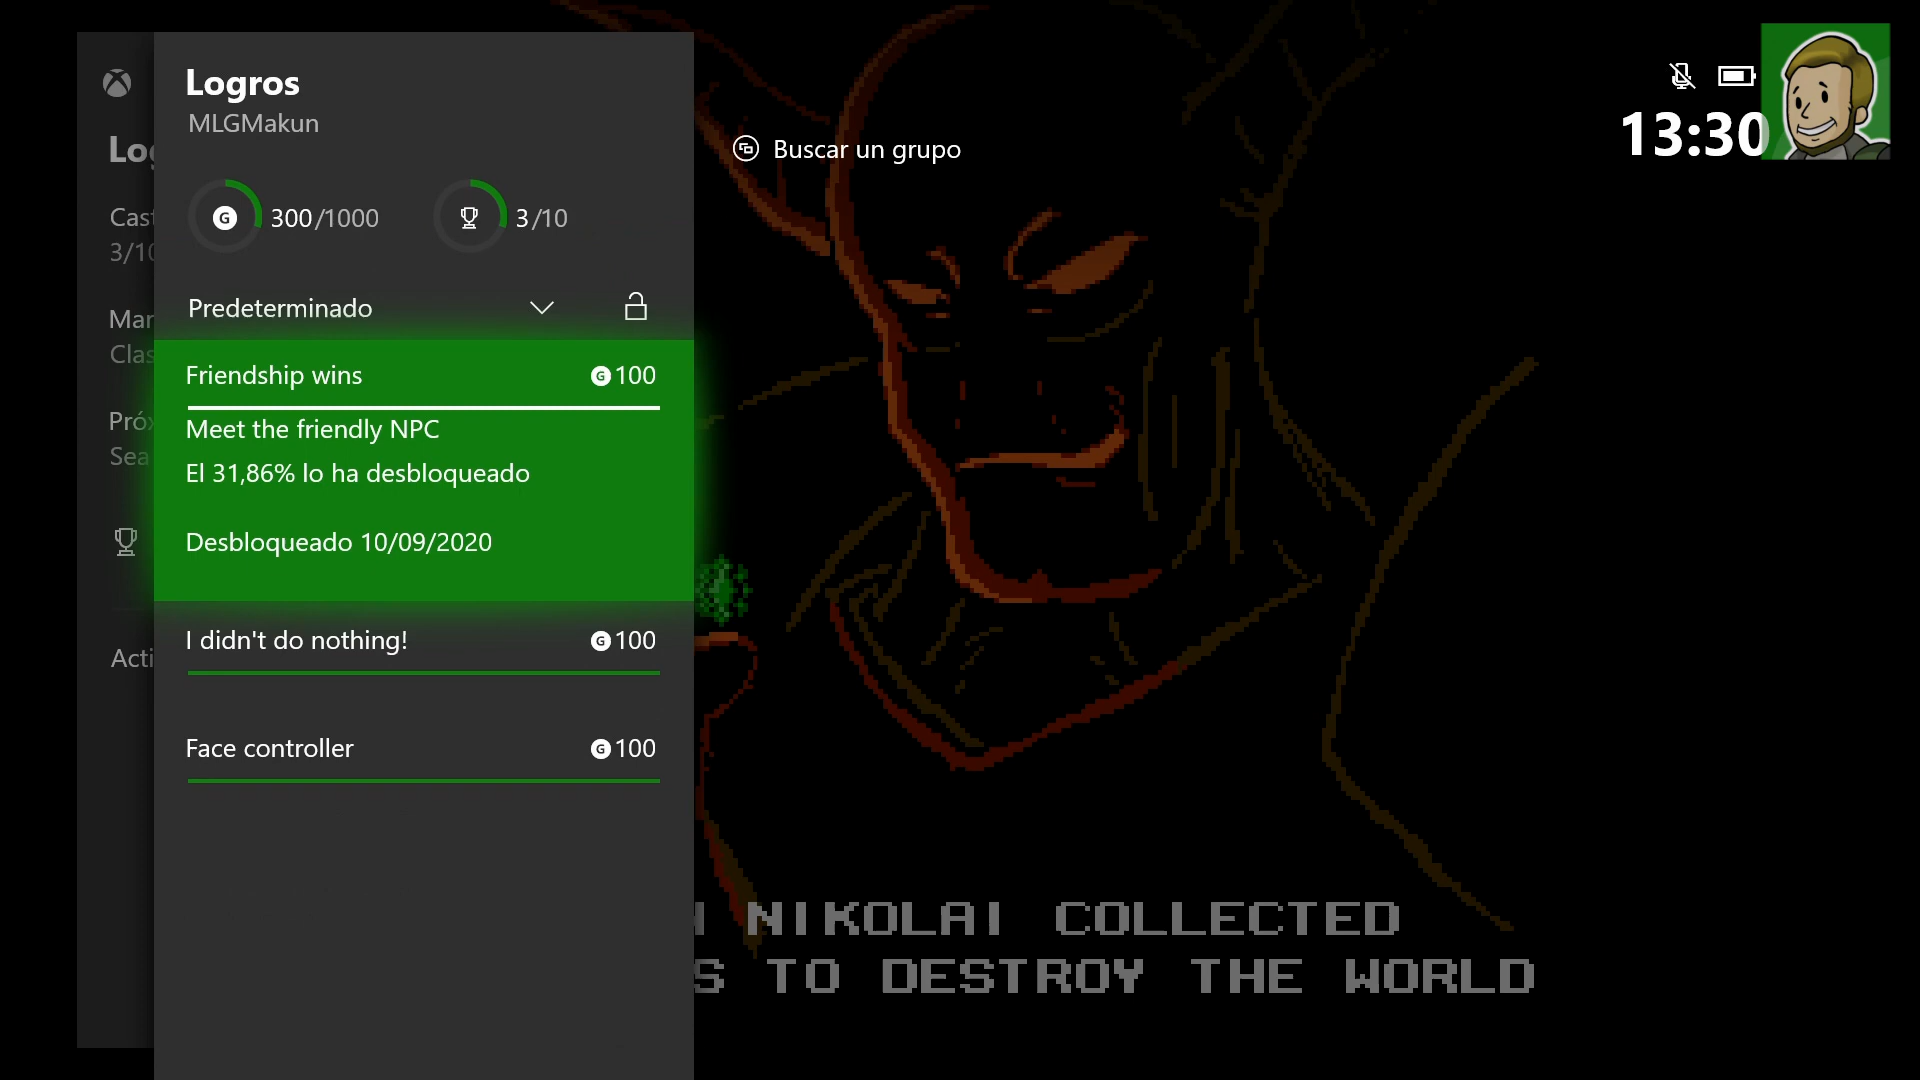 Logros
MLGMakun
300/1000
3/10
Predeterminado
Friendship wins
G 100
Meet the friendly NPC
El 31,86% lo ha desbloqueado
Desbloqueado 10/09/2020
I didn't do nothing!
G 100
Face controller
G 100
3/10
Buscar un grupo
13:30
NIKOLAI COLLECTED
TO DESTROY THE WORLD